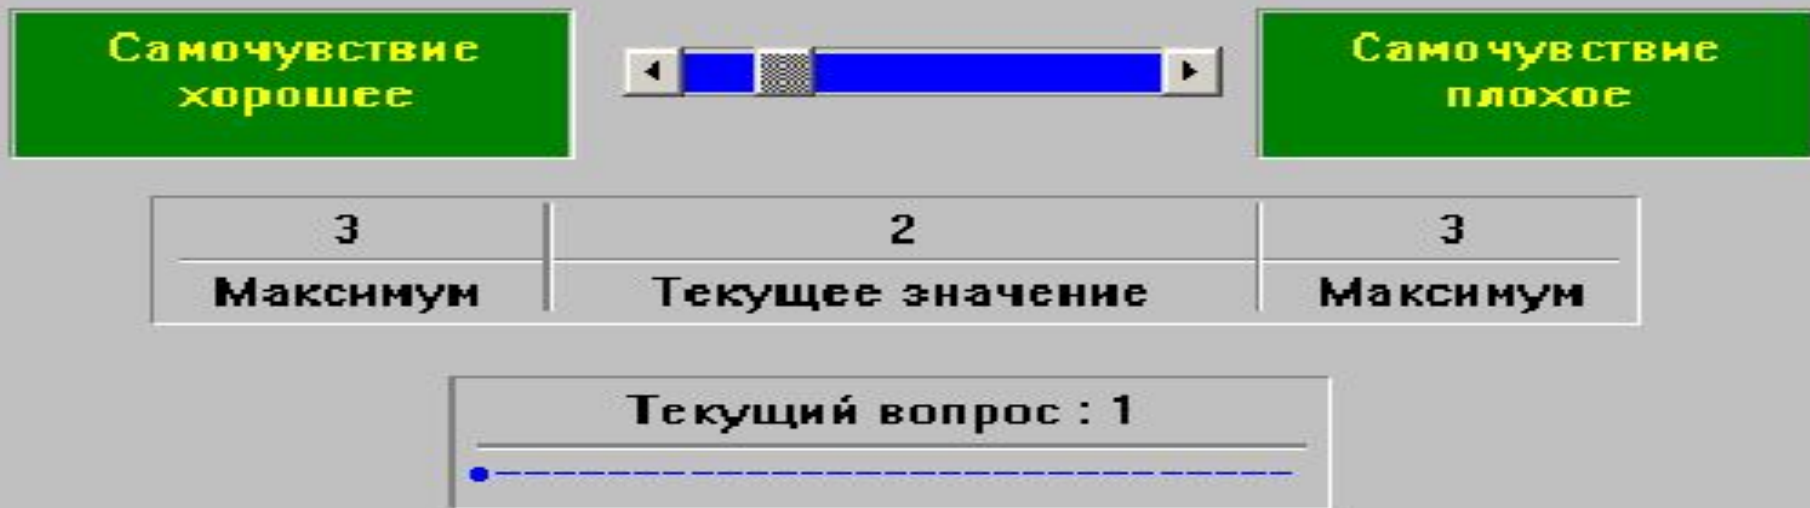 Самочувствие
хорошее
Самочувствие
плохое
3 2 3
Максимум Текущее значение Максимум
Текущий вопрос : 1